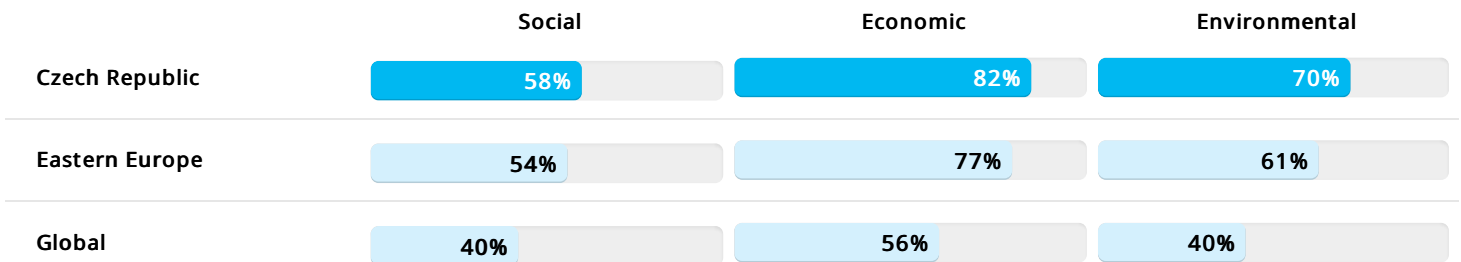 Social Economic Environmental
Czech Republic 58% 82% 70%
Eastern Europe 54% 77% 61%
Global 40% 56% 40%